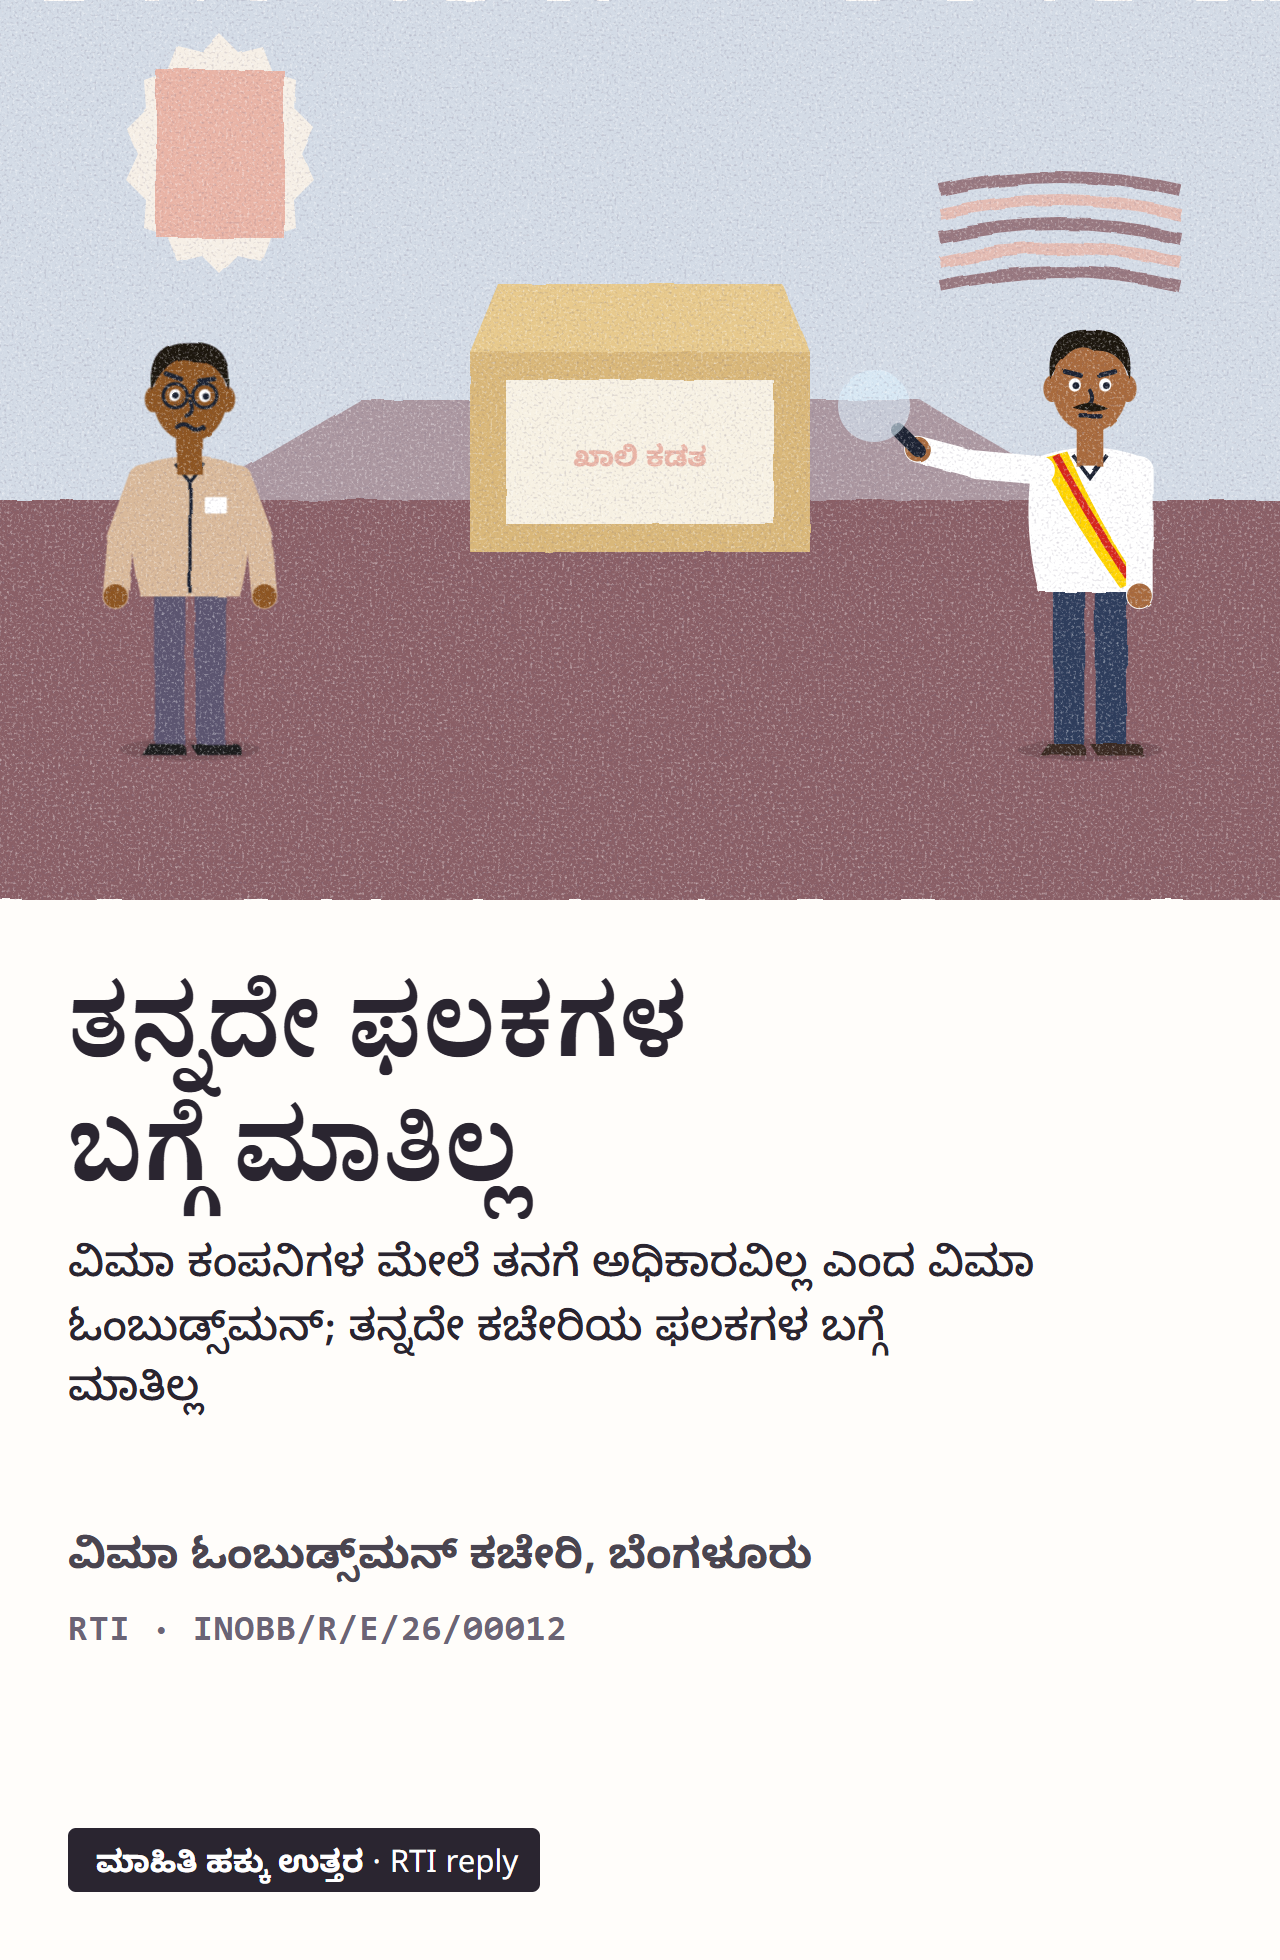 ಖಾಲಿ ಕಡತ
ತನ್ನದೇ ಫಲಕಗಳ
ಬಗ್ಗೆ ಮಾತಿಲ್ಲ
ವಿಮಾ ಕಂಪನಿಗಳ ಮೇಲೆ ತನಗೆ ಅಧಿಕಾರವಿಲ್ಲ ಎಂದ ವಿಮಾ
ಓಂಬುಡ್ಸ್‌ಮನ್; ತನ್ನದೇ ಕಚೇರಿಯ ಫಲಕಗಳ ಬಗ್ಗೆ
ಮಾತಿಲ್ಲ
ವಿಮಾ ಓಂಬುಡ್ಸ್‌ಮನ್ ಕಚೇರಿ, ಬೆಂಗಳೂರು
RTI · INOBB/R/E/26/00012
ಮಾಹಿತಿ ಹಕ್ಕು ಉತ್ತರ · RTI reply